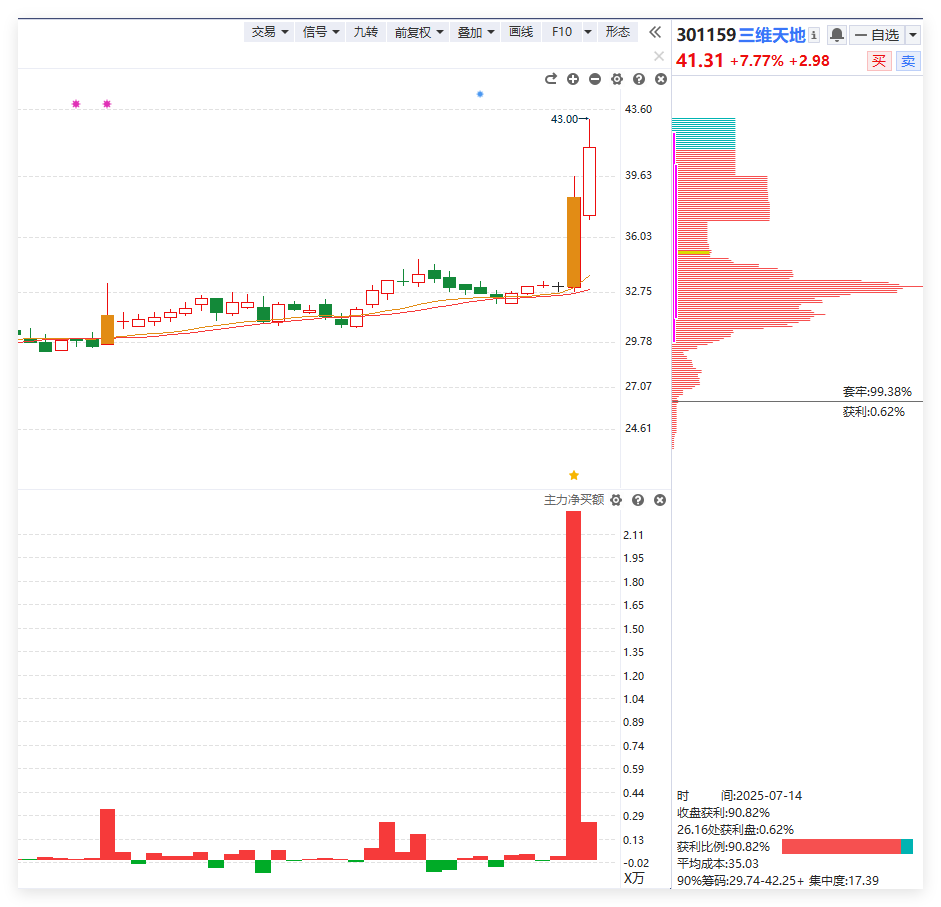 交易 信号 九转 前复权 叠加 画线 F10 形态
301159三维天地 自选
41.31 +7.77% +2.98 买 卖
43.60
43.00
39.63
36.03
32.75
29.78
27.07
24.61
套牢:99.38%
获利:0.62%
主力净买额
2.11
1.95
1.80
1.65
1.50
1.35
1.20
1.04
0.89
0.74
0.59
0.44
0.29
0.13
-0.02
X万
时 间:2025-07-14
收盘获利:90.82%
26.16处获利盘:0.62%
获利比例:90.82%
平均成本:35.03
90%筹码:29.74-42.25+ 集中度:17.39